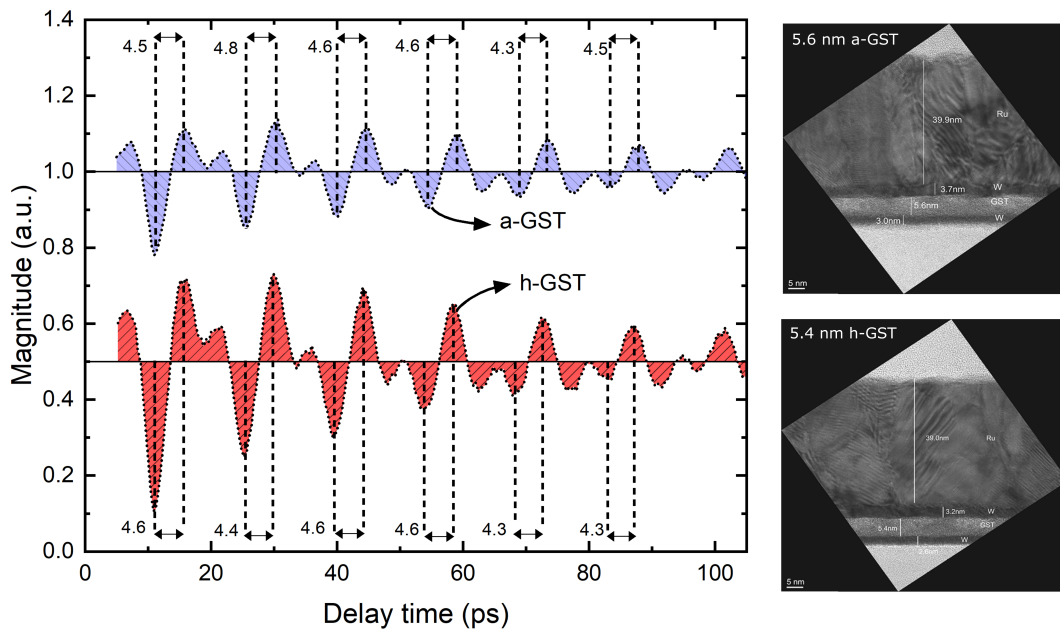 1.4
1.2
1.0
0.8
0.6
0.4
0.2
0.0
Magnitude (a.u.)
4.5
4.8
4.6
4.6
4.3
4.5
a-GST
h-GST
4.6
4.4
4.6
4.6
4.3
4.3
0
20
40
60
80
100
Delay time (ps)
5.6 nm a-GST
39.9nm
Ru
3.7nm
W
5.6nm
GST
3.0nm
W
5 nm
5.4 nm h-GST
39.0nm
Ru
3.2nm
W
5.4nm
GST
W
2.6nm
5 nm